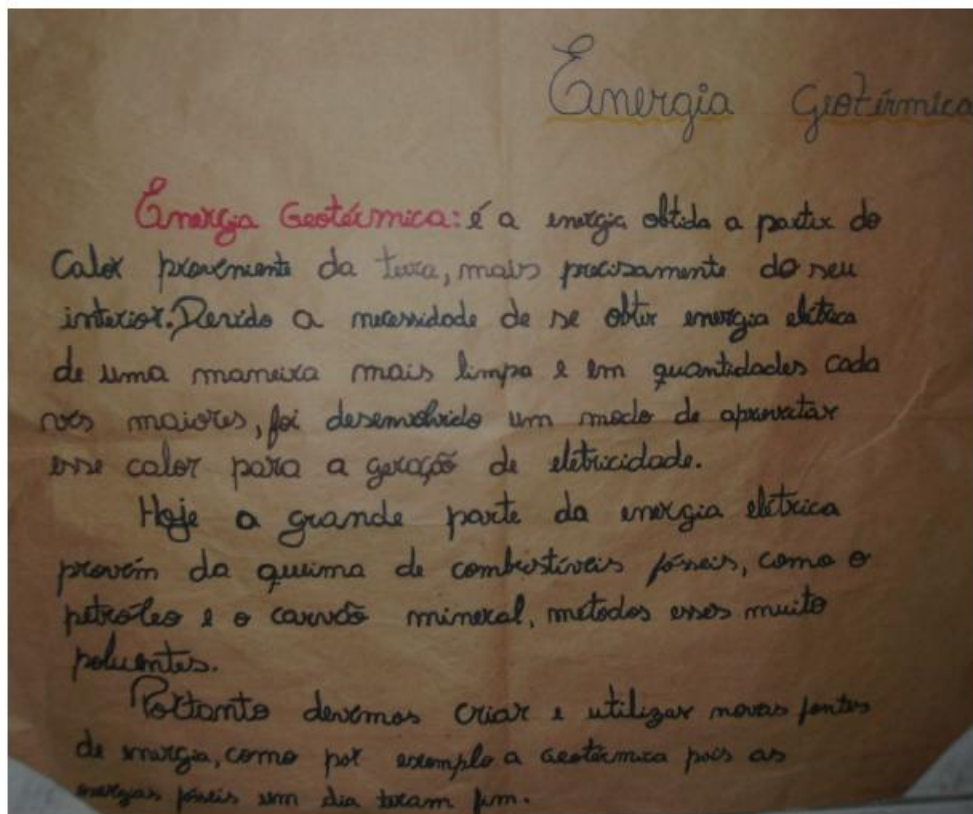 Energia Geotérmica
Energia Geotérmica: é a energia obtida a partir do
Calor proveniente da terra, mais precisamente do seu
interior. Devido a necessidade de se obter energia elétrica
de uma maneira mais limpa e em quantidades cada
vês maiores, foi desenvolvido um modo de aproveitar
esse calor para a geração de eletricidade.
Hoje a grande parte da energia elétrica
provém da queima de combustíveis fósseis, como o
petróleo e o carvão mineral, metodos esses muito
poluentes.
Portanto devemos criar e utilizar novas fontes
de energia, como por exemplo a Geotérmica pois as
energias fósseis um dia teram fim.